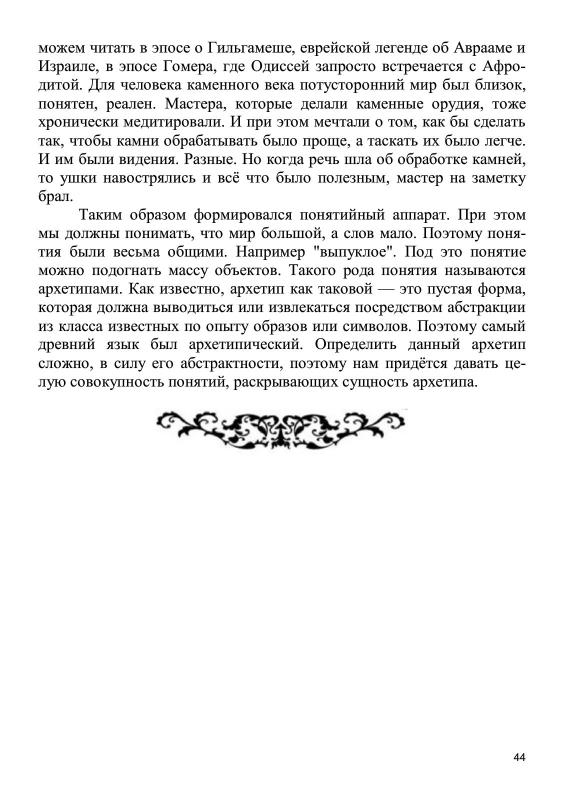 можем читать в эпосе о Гильгамеше, еврейской легенде об Аврааме и
Израиле, в эпосе Гомера, где Одиссей запросто встречается с Афро-
дитой. Для человека каменного века потусторонний мир был близок,
понятен, реален. Мастера, которые делали каменные орудия, тоже
хронически медитировали. И при этом мечтали о том, как бы сделать
так, чтобы камни обрабатывать было проще, а таскать их было легче.
И им были видения. Разные. Но когда речь шла об обработке камней,
то ушки навострялись и всё что было полезным, мастер на заметку
брал.
Таким образом формировался понятийный аппарат. При этом
мы должны понимать, что мир большой, а слов мало. Поэтому поня-
тия были весьма общими. Например "выпуклое". Под это понятие
можно подогнать массу объектов. Такого рода понятия называются
архетипами. Как известно, архетип как таковой — это пустая форма,
которая должна выводиться или извлекаться посредством абстракции
из класса известных по опыту образов или символов. Поэтому самый
древний язык был архетипический. Определить данный архетип
сложно, в силу его абстрактности, поэтому нам придётся давать це-
лую совокупность понятий, раскрывающих сущность архетипа.
44